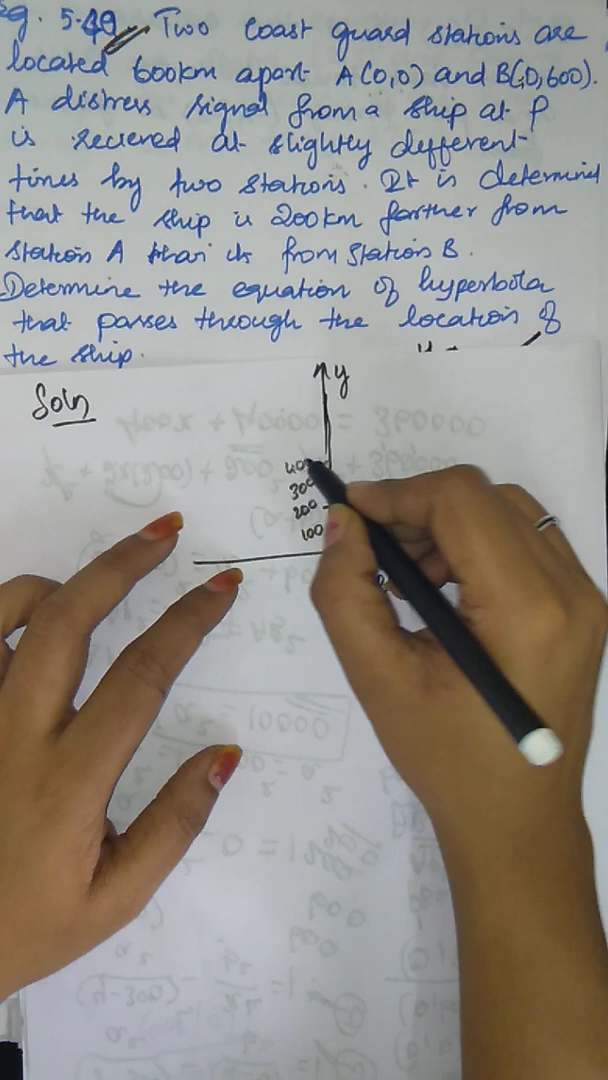 Eg. 5.40. Two coast guard stations are
located 600km apart A(0,0) and B(0,600).
A distress signal from a ship at P
is recieved at slightly defferent
times by two stations. It is determined
that the ship is 200km farther from
station A than it is from station B.
Determine the equation of hyperbola
that passes through the location of
the ship.
Soln
y
400
300
200
100